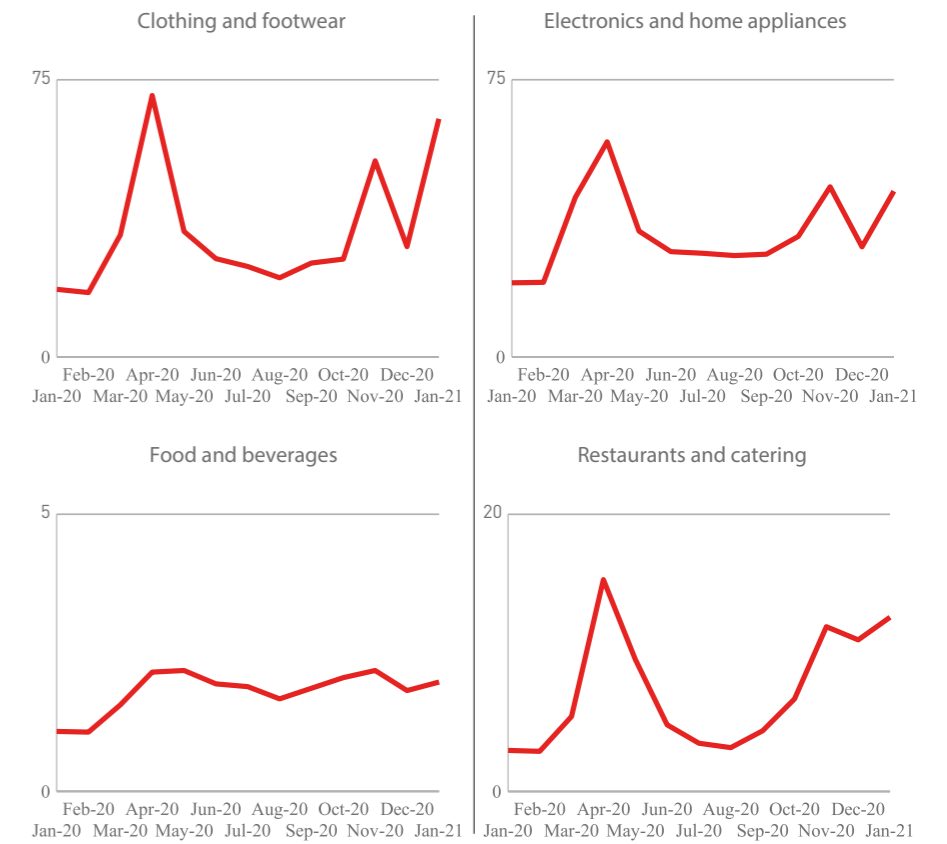 Clothing and footwear
75
0
Feb-20 Apr-20 Jun-20 Aug-20 Oct-20 Dec-20
Jan-20 Mar-20 May-20 Jul-20 Sep-20 Nov-20 Jan-21
Electronics and home appliances
75
0
Feb-20 Apr-20 Jun-20 Aug-20 Oct-20 Dec-20
Jan-20 Mar-20 May-20 Jul-20 Sep-20 Nov-20 Jan-21
Food and beverages
5
0
Feb-20 Apr-20 Jun-20 Aug-20 Oct-20 Dec-20
Jan-20 Mar-20 May-20 Jul-20 Sep-20 Nov-20 Jan-21
Restaurants and catering
20
0
Feb-20 Apr-20 Jun-20 Aug-20 Oct-20 Dec-20
Jan-20 Mar-20 May-20 Jul-20 Sep-20 Nov-20 Jan-21